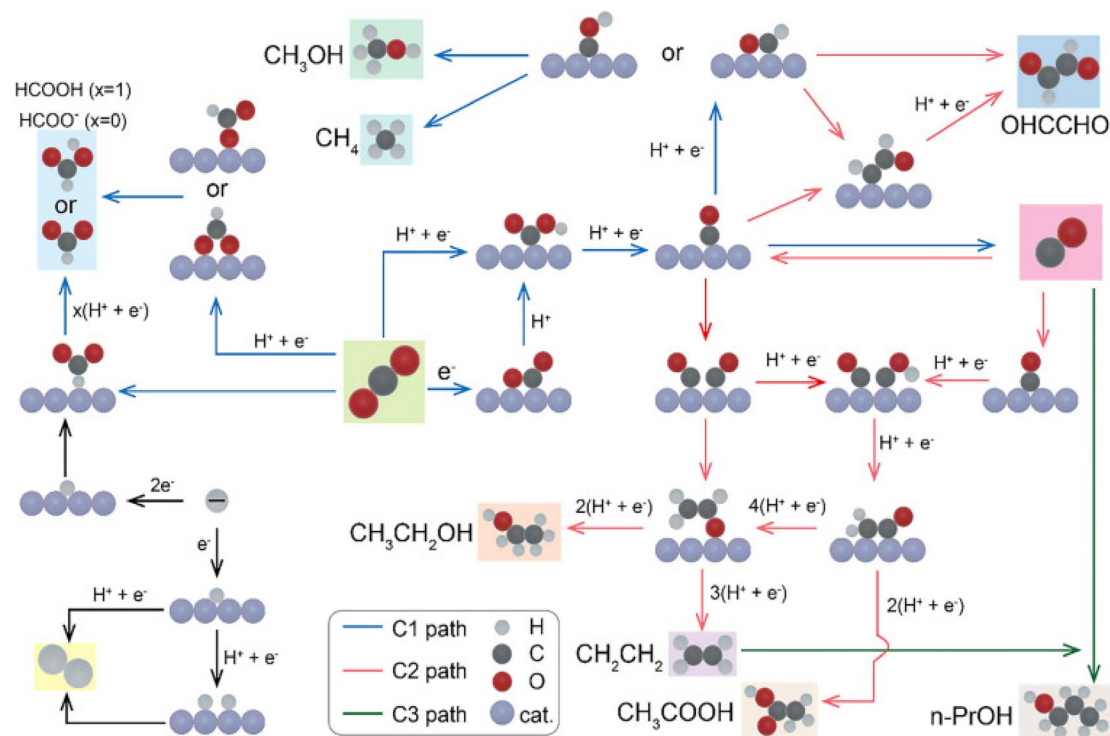 CH₃OH
or
HCOOH (x=1)
HCOO⁻ (x=0)
H⁺ + e⁻
OHCCHO
CH₄
H⁺ + e⁻
or
or
H⁺ + e⁻
H⁺ + e⁻
x(H⁺ + e⁻)
H⁺
H⁺ + e⁻
e⁻
H⁺ + e⁻
H⁺ + e⁻
H⁺ + e⁻
2e⁻
2(H⁺ + e⁻)
4(H⁺ + e⁻)
CH₃CH₂OH
e⁻
H⁺ + e⁻
3(H⁺ + e⁻)
2(H⁺ + e⁻)
C1 path
H
H⁺ + e⁻
C2 path
C
CH₂CH₂
O
C3 path
cat.
CH₃COOH
n-PrOH